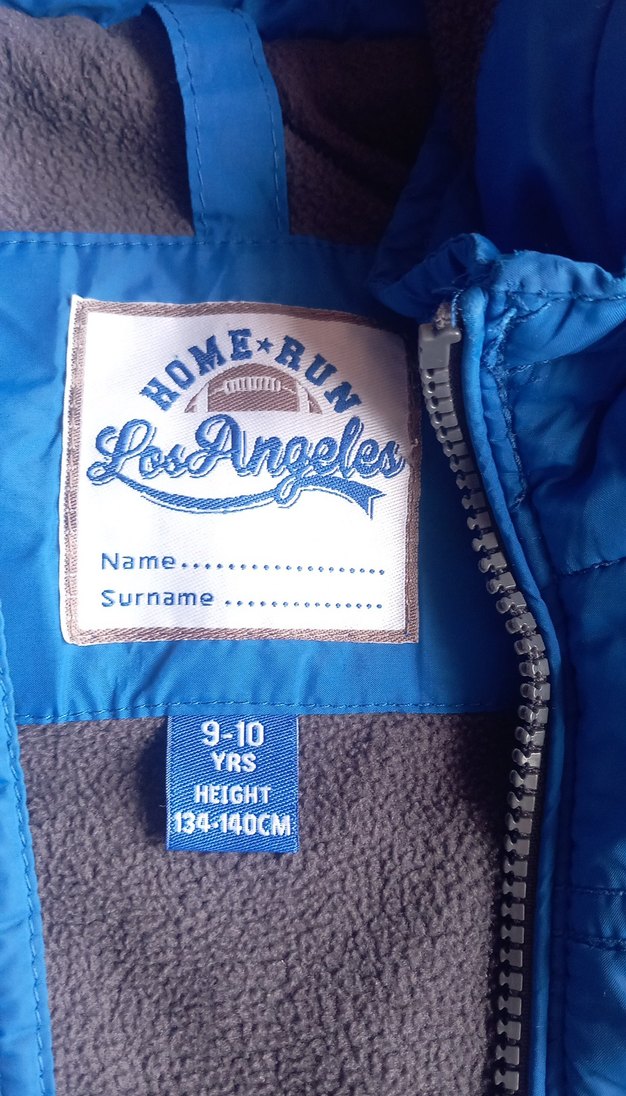 HOME★RUN
Los Angeles
Name...................
Surname ...............
9-10
YRS
HEIGHT
134-140CM